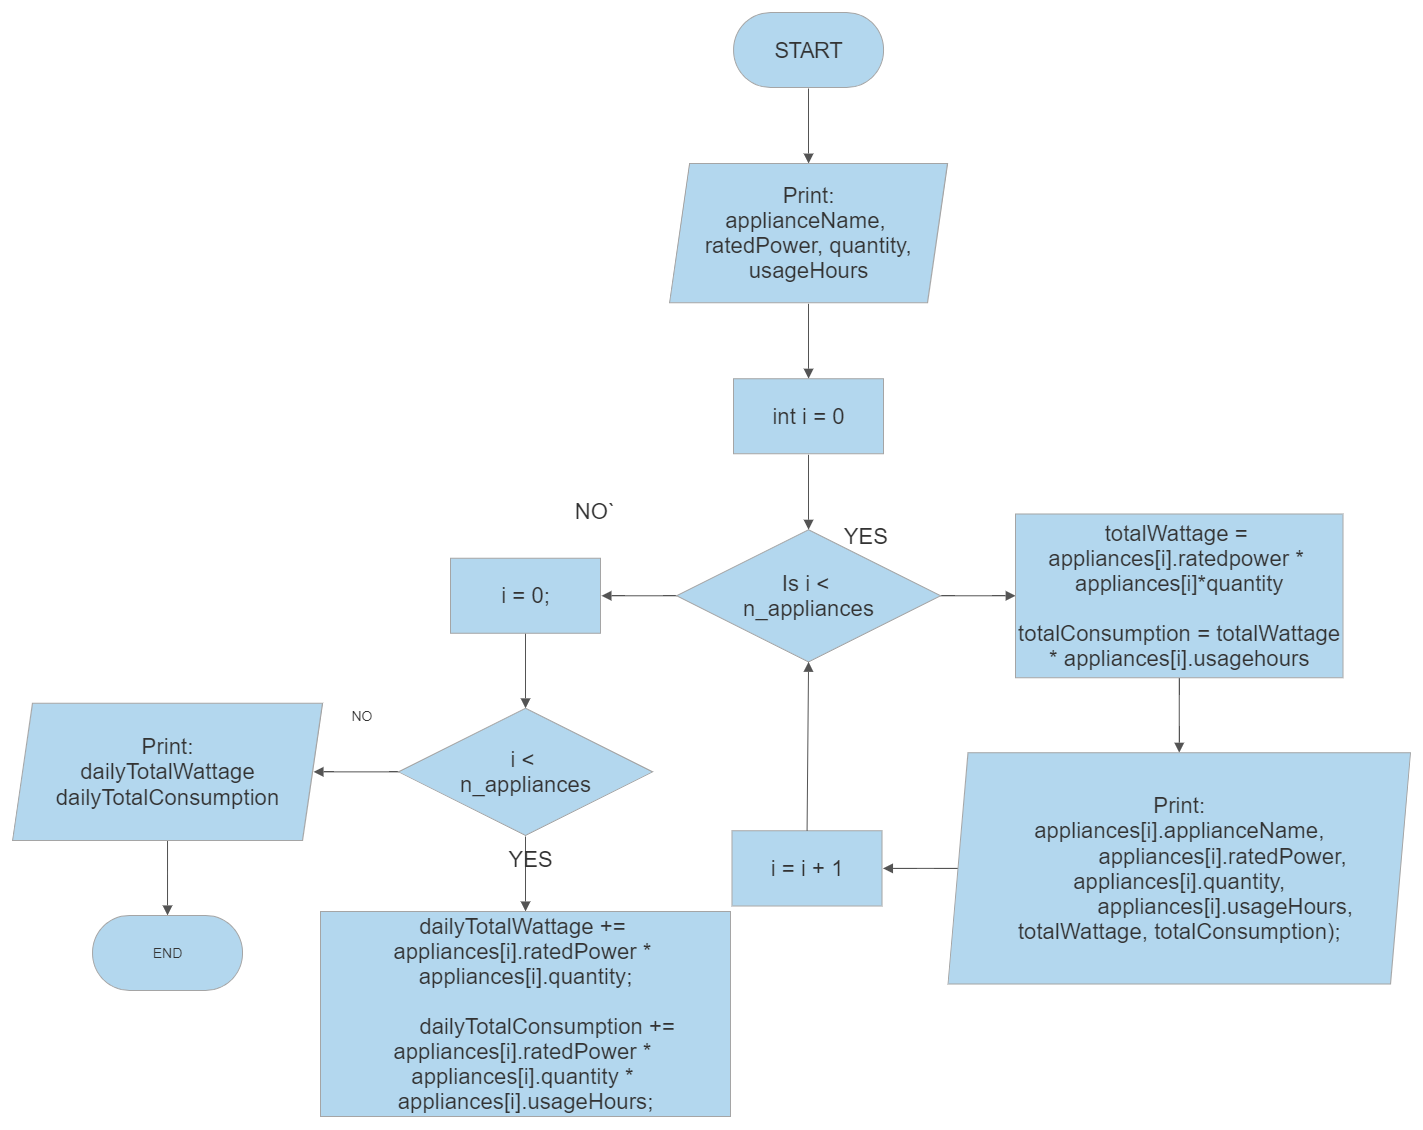 START
Print:
applianceName,
ratedPower, quantity,
usageHours
int i = 0
NO`
YES
Is i <
n_appliances
i = 0;
totalWattage =
appliances[i].ratedpower *
appliances[i]*quantity
totalConsumption = totalWattage
* appliances[i].usagehours
NO
i <
n_appliances
Print:
dailyTotalWattage
dailyTotalConsumption
Print:
appliances[i].applianceName,
appliances[i].ratedPower,
appliances[i].quantity,
appliances[i].usageHours,
totalWattage, totalConsumption);
i = i + 1
YES
END
dailyTotalWattage +=
appliances[i].ratedPower *
appliances[i].quantity;
dailyTotalConsumption +=
appliances[i].ratedPower *
appliances[i].quantity *
appliances[i].usageHours;